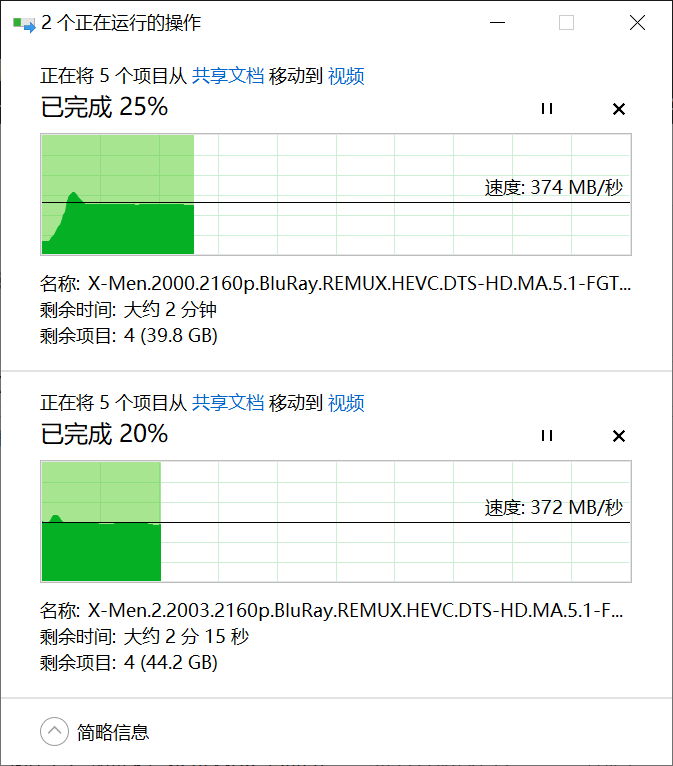 2 个正在运行的操作
正在将 5 个项目从 共享文档 移动到 视频
已完成 25%
速度: 374 MB/秒
名称: X-Men.2000.2160p.BluRay.REMUX.HEVC.DTS-HD.MA.5.1-FGT...
剩余时间: 大约 2 分钟
剩余项目: 4 (39.8 GB)
正在将 5 个项目从 共享文档 移动到 视频
已完成 20%
速度: 372 MB/秒
名称: X-Men.2.2003.2160p.BluRay.REMUX.HEVC.DTS-HD.MA.5.1-F...
剩余时间: 大约 2 分 15 秒
剩余项目: 4 (44.2 GB)
简略信息